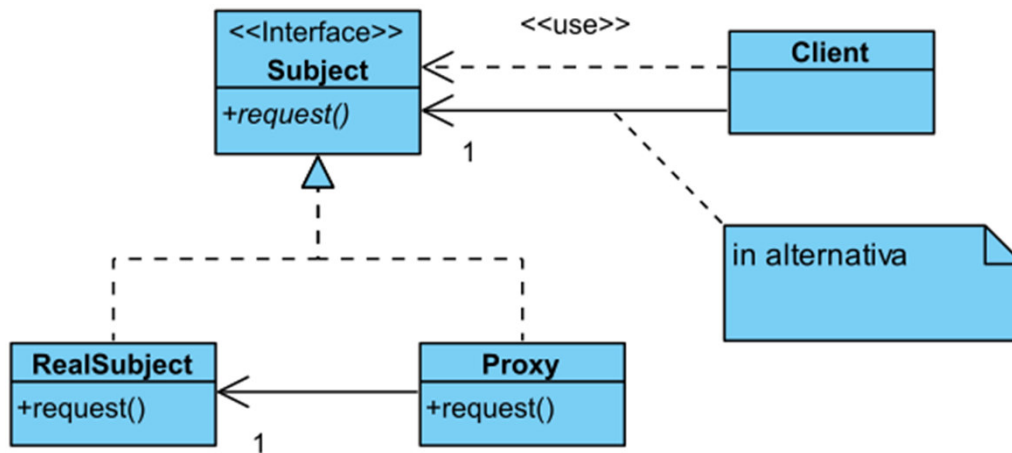 <<Interface>>
Subject
+request()
<<use>>
Client
1
in alternativa
RealSubject
+request()
1
Proxy
+request()